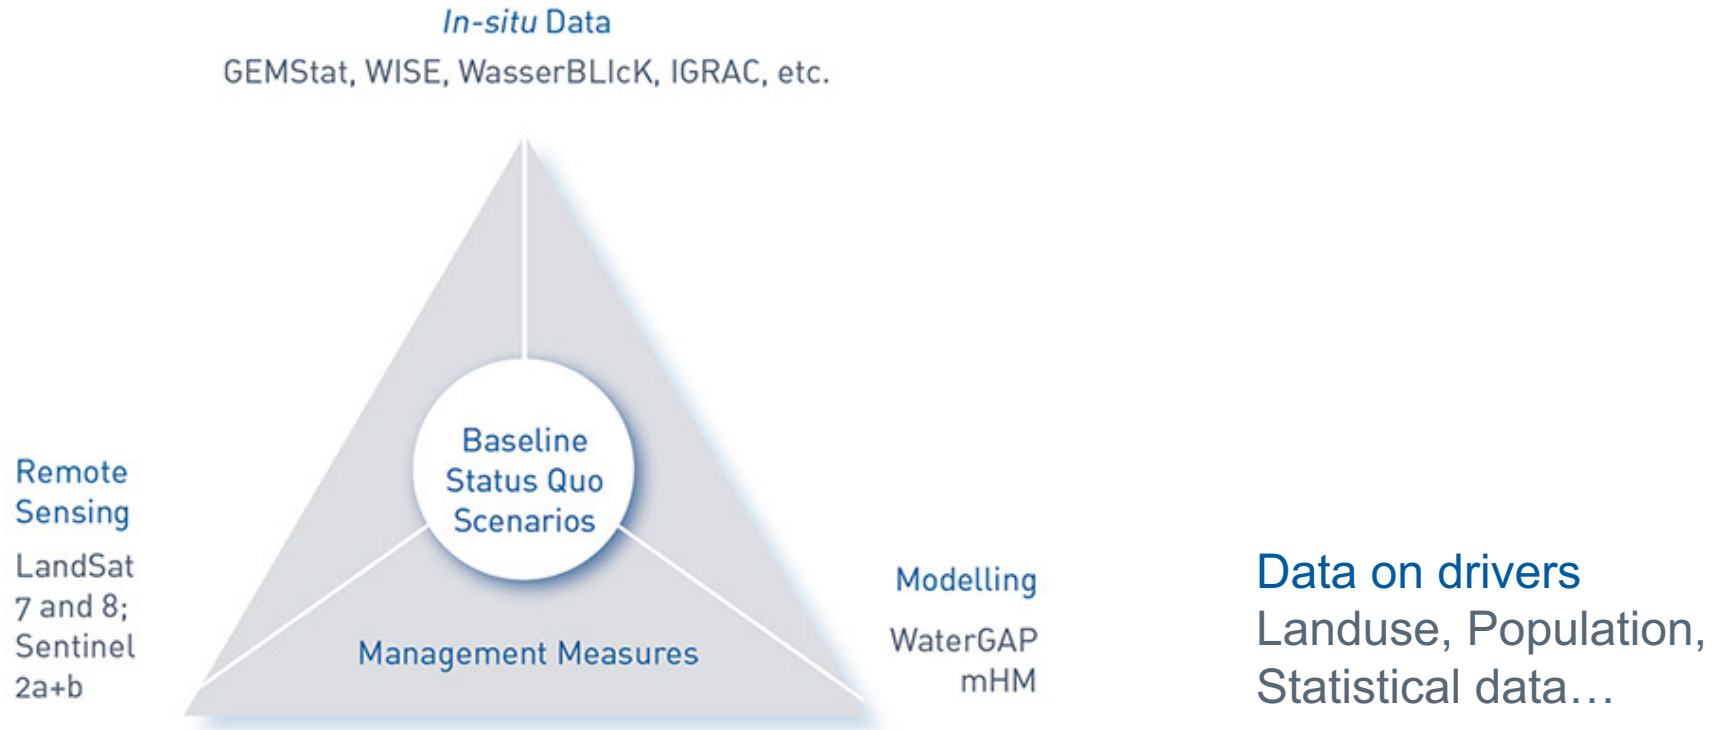 In-situ Data
GEMStat, WISE, WasserBLIcK, IGRAC, etc.
Baseline
Status Quo
Scenarios
Remote
Sensing
LandSat
7 and 8;
Sentinel
2a+b
Management Measures
Modelling
WaterGAP
mHM
Data on drivers
Landuse, Population,
Statistical data…